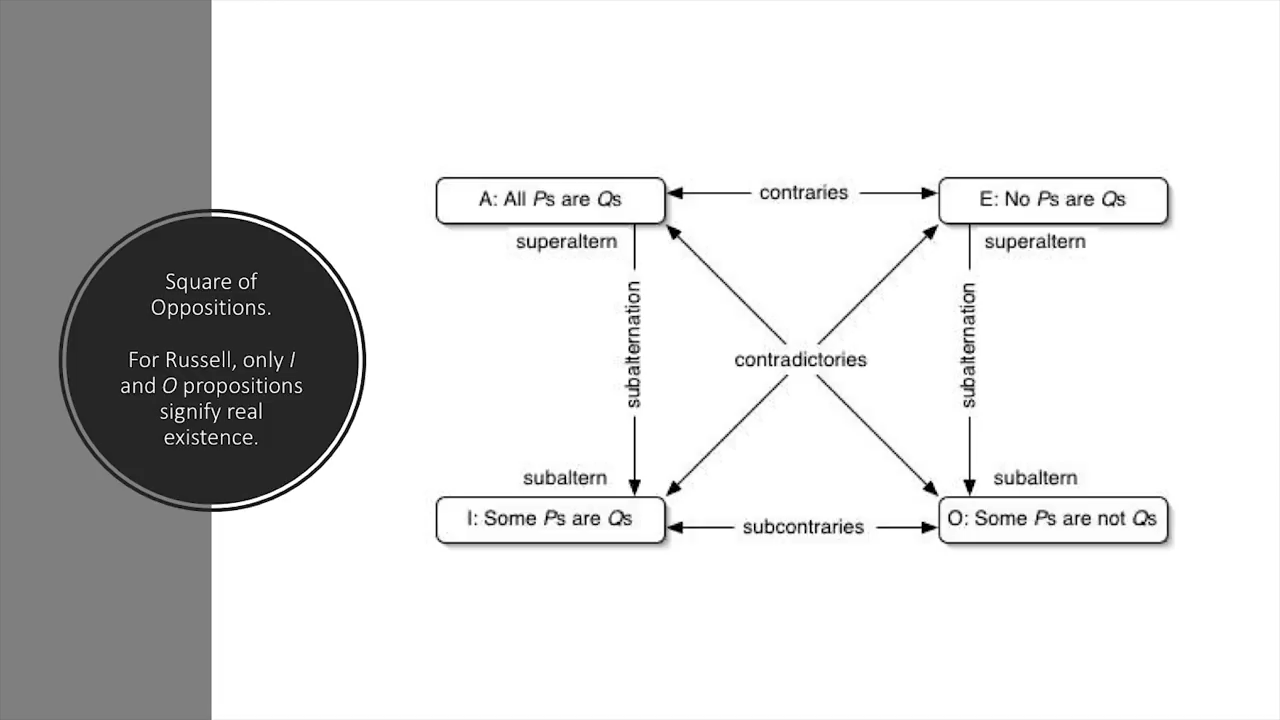 Square of
Oppositions.
For Russell, only I
and O propositions
signify real
existence.
A: All Ps are Qs
contraries
E: No Ps are Qs
superaltern
superaltern
subalternation
contradictories
subalternation
subaltern
subaltern
I: Some Ps are Qs
subcontraries
O: Some Ps are not Qs